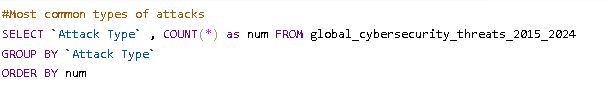 #Most common types of attacks
SELECT `Attack Type` , COUNT(*) as num FROM global_cybersecurity_threats_2015_2024
GROUP BY `Attack Type`
ORDER BY num